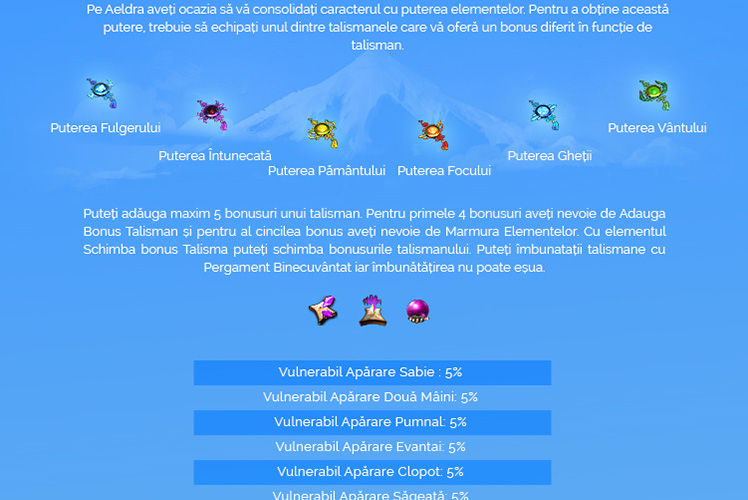 Pe Aeldra aveți ocazia să vă consolidați caracterul cu puterea elementelor. Pentru a obține această
putere, trebuie să echipați unul dintre talismanele care vă oferă un bonus diferit în funcție de
talisman.
Puterea Fulgerului
Puterea Întunecată
Puterea Pământului
Puterea Focului
Puterea Gheții
Puterea Vântului
Puteți adăuga maxim 5 bonusuri unui talisman. Pentru primele 4 bonusuri aveți nevoie de Adauga
Bonus Talisman și pentru al cincilea bonus aveți nevoie de Marmura Elementelor. Cu elementul
Schimba bonus Talisma puteți schimba bonusurile talismanului. Puteți îmbunatații talismane cu
Pergament Binecuvântat iar îmbunătățirea nu poate eșua.
Vulnerabil Apărare Sabie : 5%
Vulnerabil Apărare Două Mâini: 5%
Vulnerabil Apărare Pumnal: 5%
Vulnerabil Apărare Evantai: 5%
Vulnerabil Apărare Clopot: 5%
Vulnerabil Apărare Săgeată: 5%